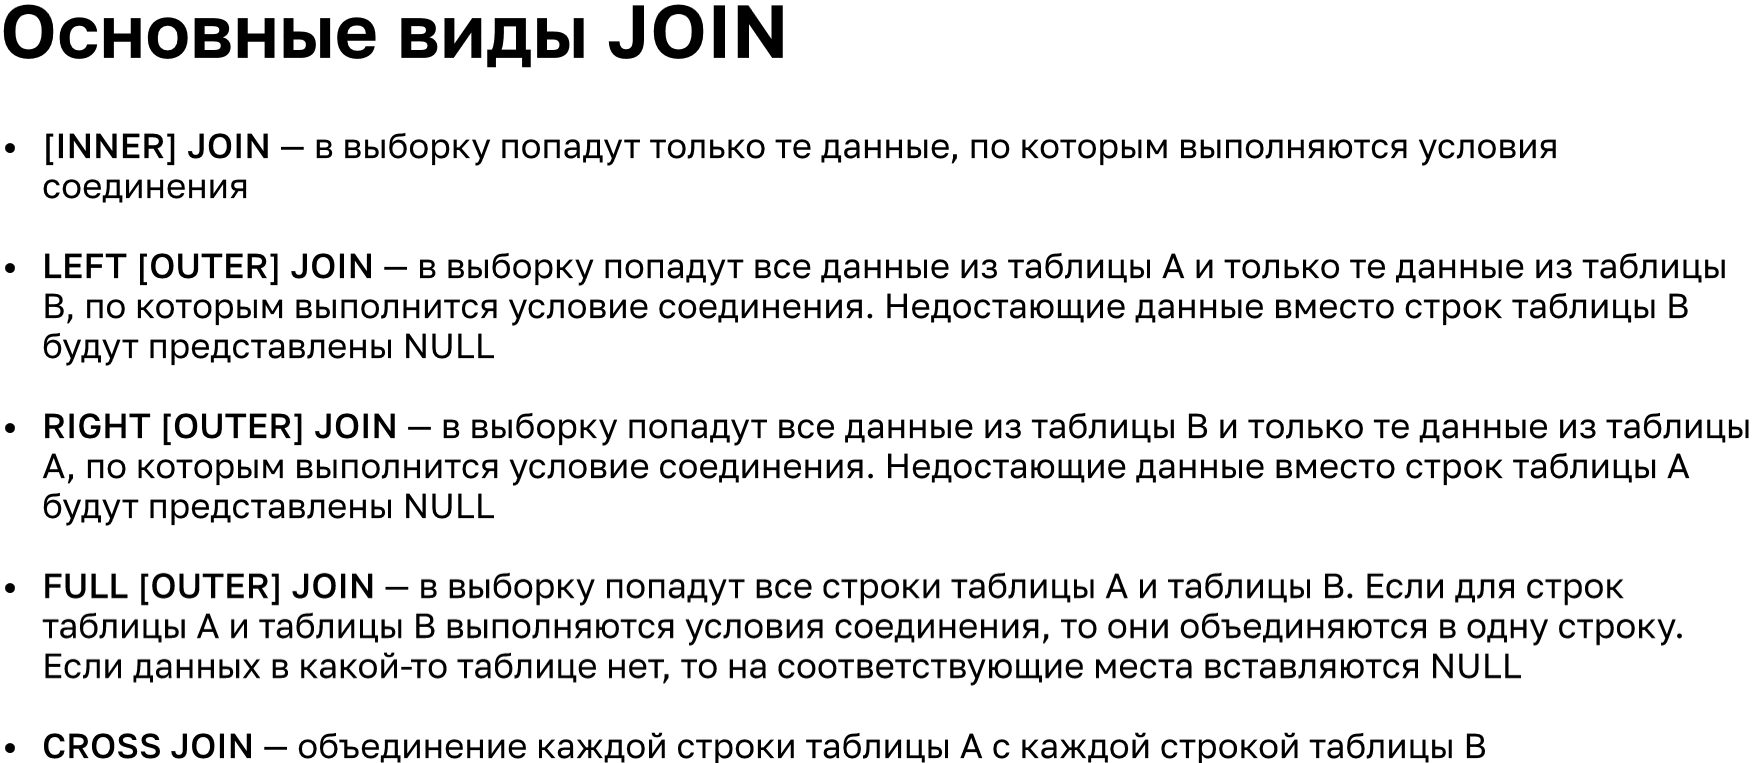 Основные виды JOIN
• [INNER] JOIN — в выборку попадут только те данные, по которым выполняются условия
соединения
• LEFT [OUTER] JOIN — в выборку попадут все данные из таблицы A и только те данные из таблицы
B, по которым выполнится условие соединения. Недостающие данные вместо строк таблицы B
будут представлены NULL
• RIGHT [OUTER] JOIN — в выборку попадут все данные из таблицы B и только те данные из таблицы
A, по которым выполнится условие соединения. Недостающие данные вместо строк таблицы A
будут представлены NULL
• FULL [OUTER] JOIN — в выборку попадут все строки таблицы A и таблицы B. Если для строк
таблицы A и таблицы B выполняются условия соединения, то они объединяются в одну строку.
Если данных в какой-то таблице нет, то на соответствующие места вставляются NULL
• CROSS JOIN — объединение каждой строки таблицы A с каждой строкой таблицы B